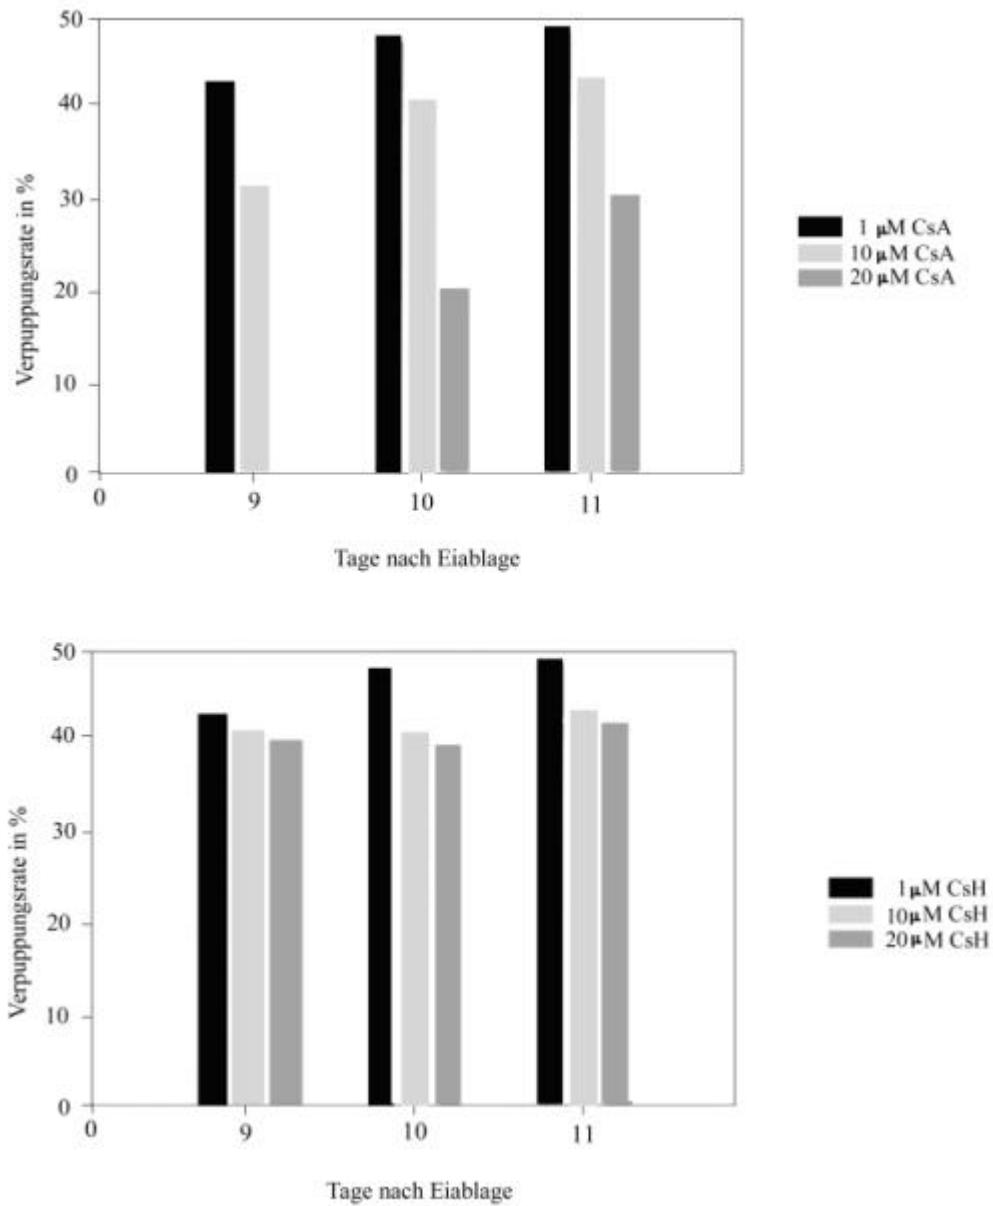 50
40
30
20
10
0
Verpuppungsrate in %
0 9 10 11
Tage nach Eiablage
1 µM CsA
10 µM CsA
20 µM CsA
50
40
30
20
10
0
Verpuppungsrate in %
0 9 10 11
Tage nach Eiablage
1µM CsH
10µM CsH
20µM CsH